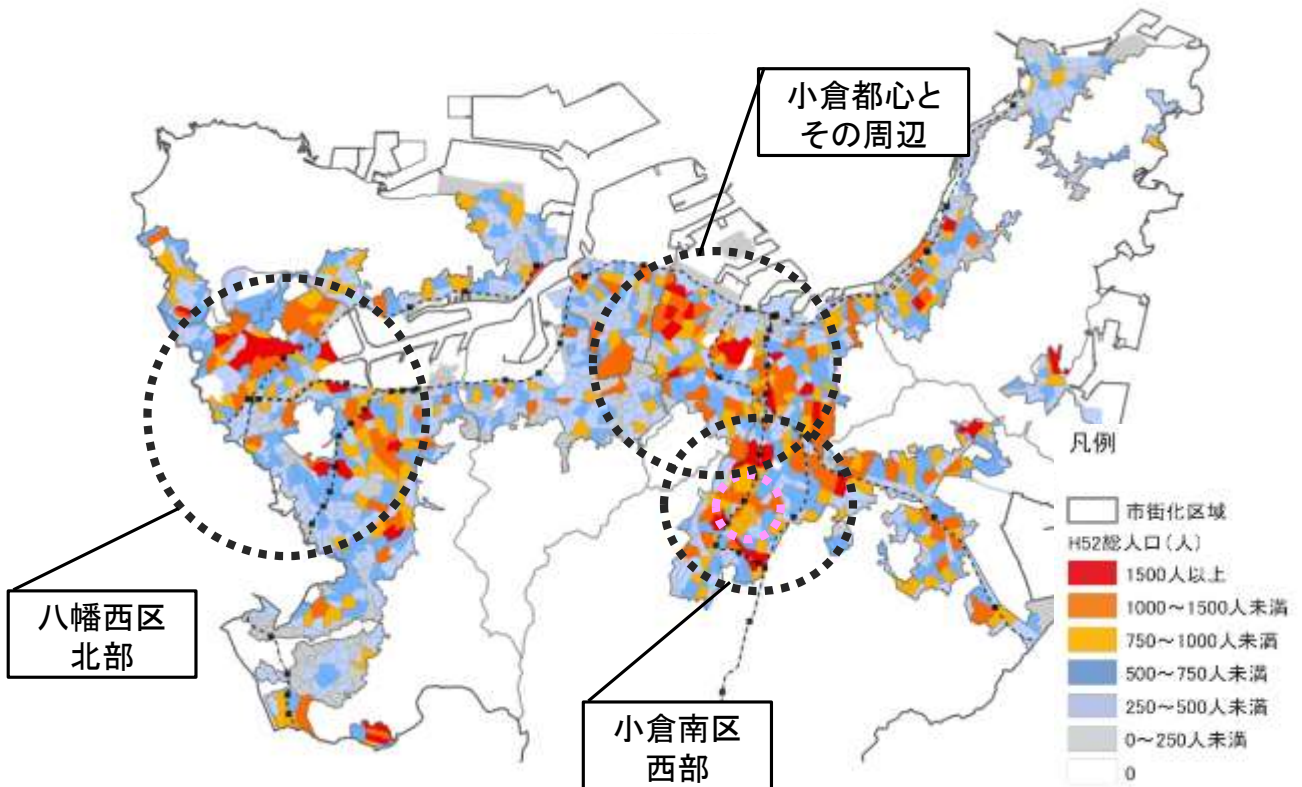 小倉都心と
その周辺
八幡西区
北部
小倉南区
西部
凡例
市街化区域
H52総人口(人)
1500人以上
1000～1500人未満
750～1000人未満
500～750人未満
250～500人未満
0～250人未満
0